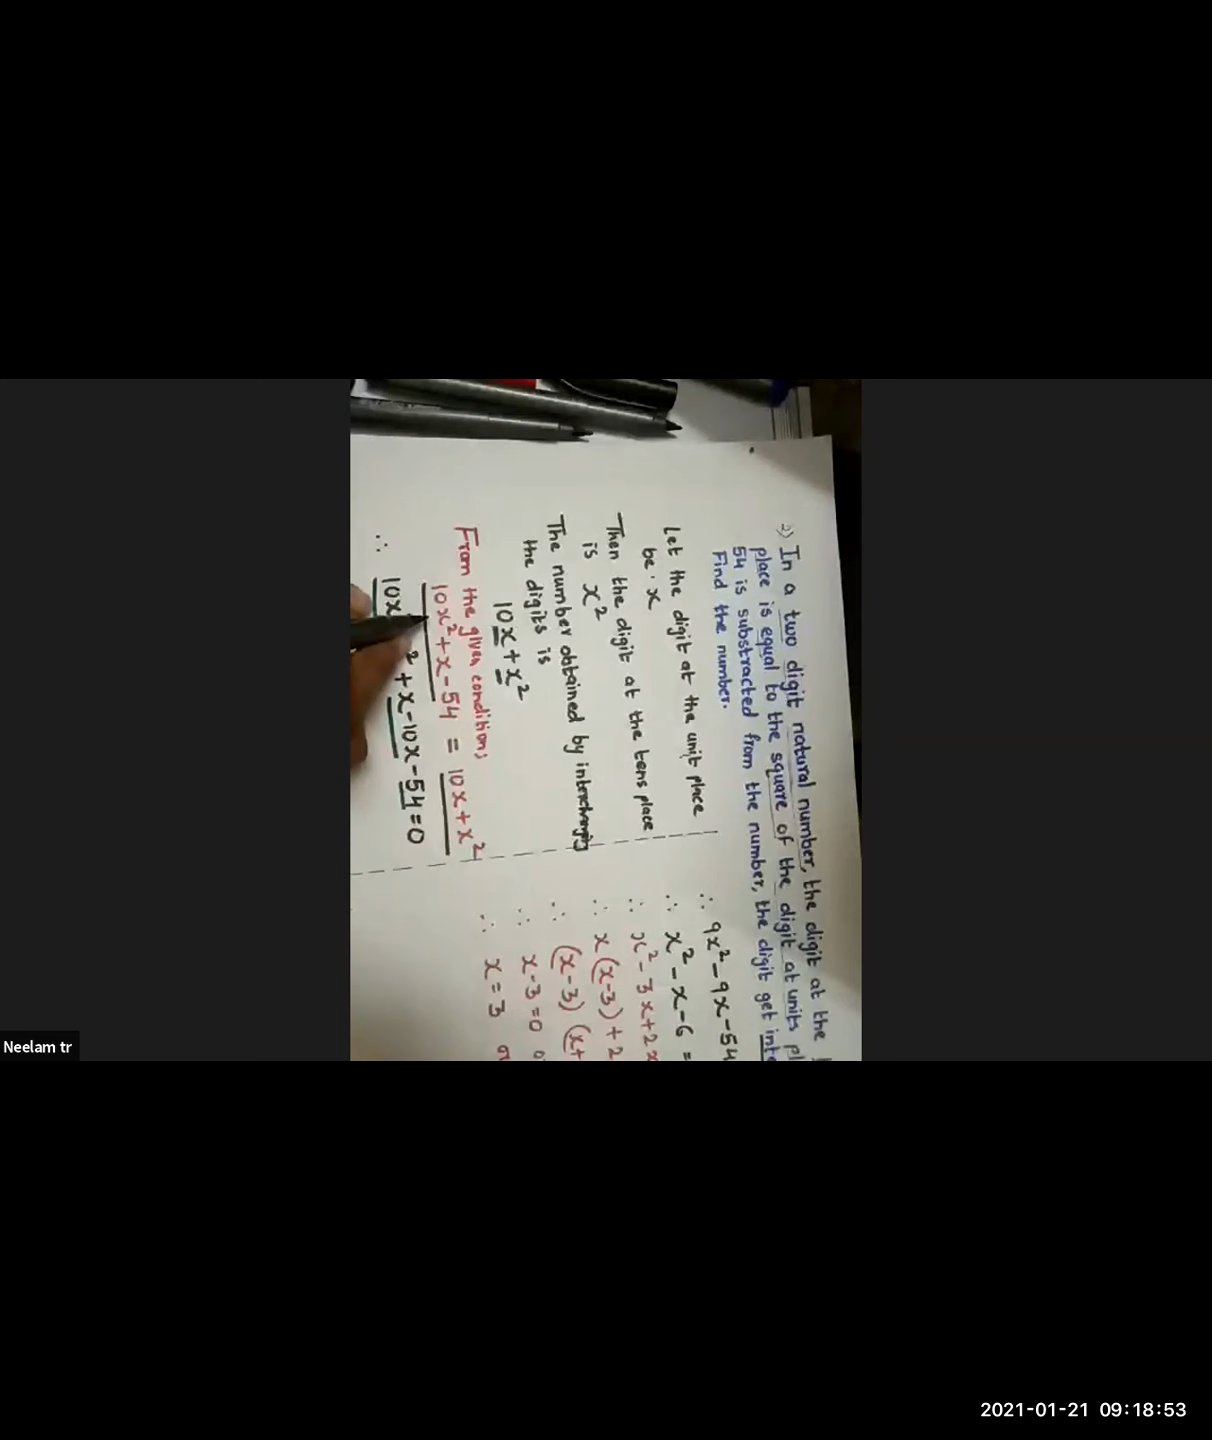 2) In a two digit natural number, the digit at the
place is equal to the square of the digit at units
54 is substracted from the number, the digit get
Find the number.
Let the digit at the unit place
be x
Then the digit at the tens place
is x²
The number obtained by interchanging
the digits is
10x + x²
From the given condition,
10x² + x - 54 = 10x + x²
∴ 10x ² + x - 10x - 54 = 0
∴ 9x² - 9x - 54
∴ x² - x - 6 =
∴ x² - 3x + 2x
∴ x(x-3) + 2
∴ (x-3) (x+
∴ x-3 = 0
∴ x = 3
Neelam tr
2021-01-21 09:18:53